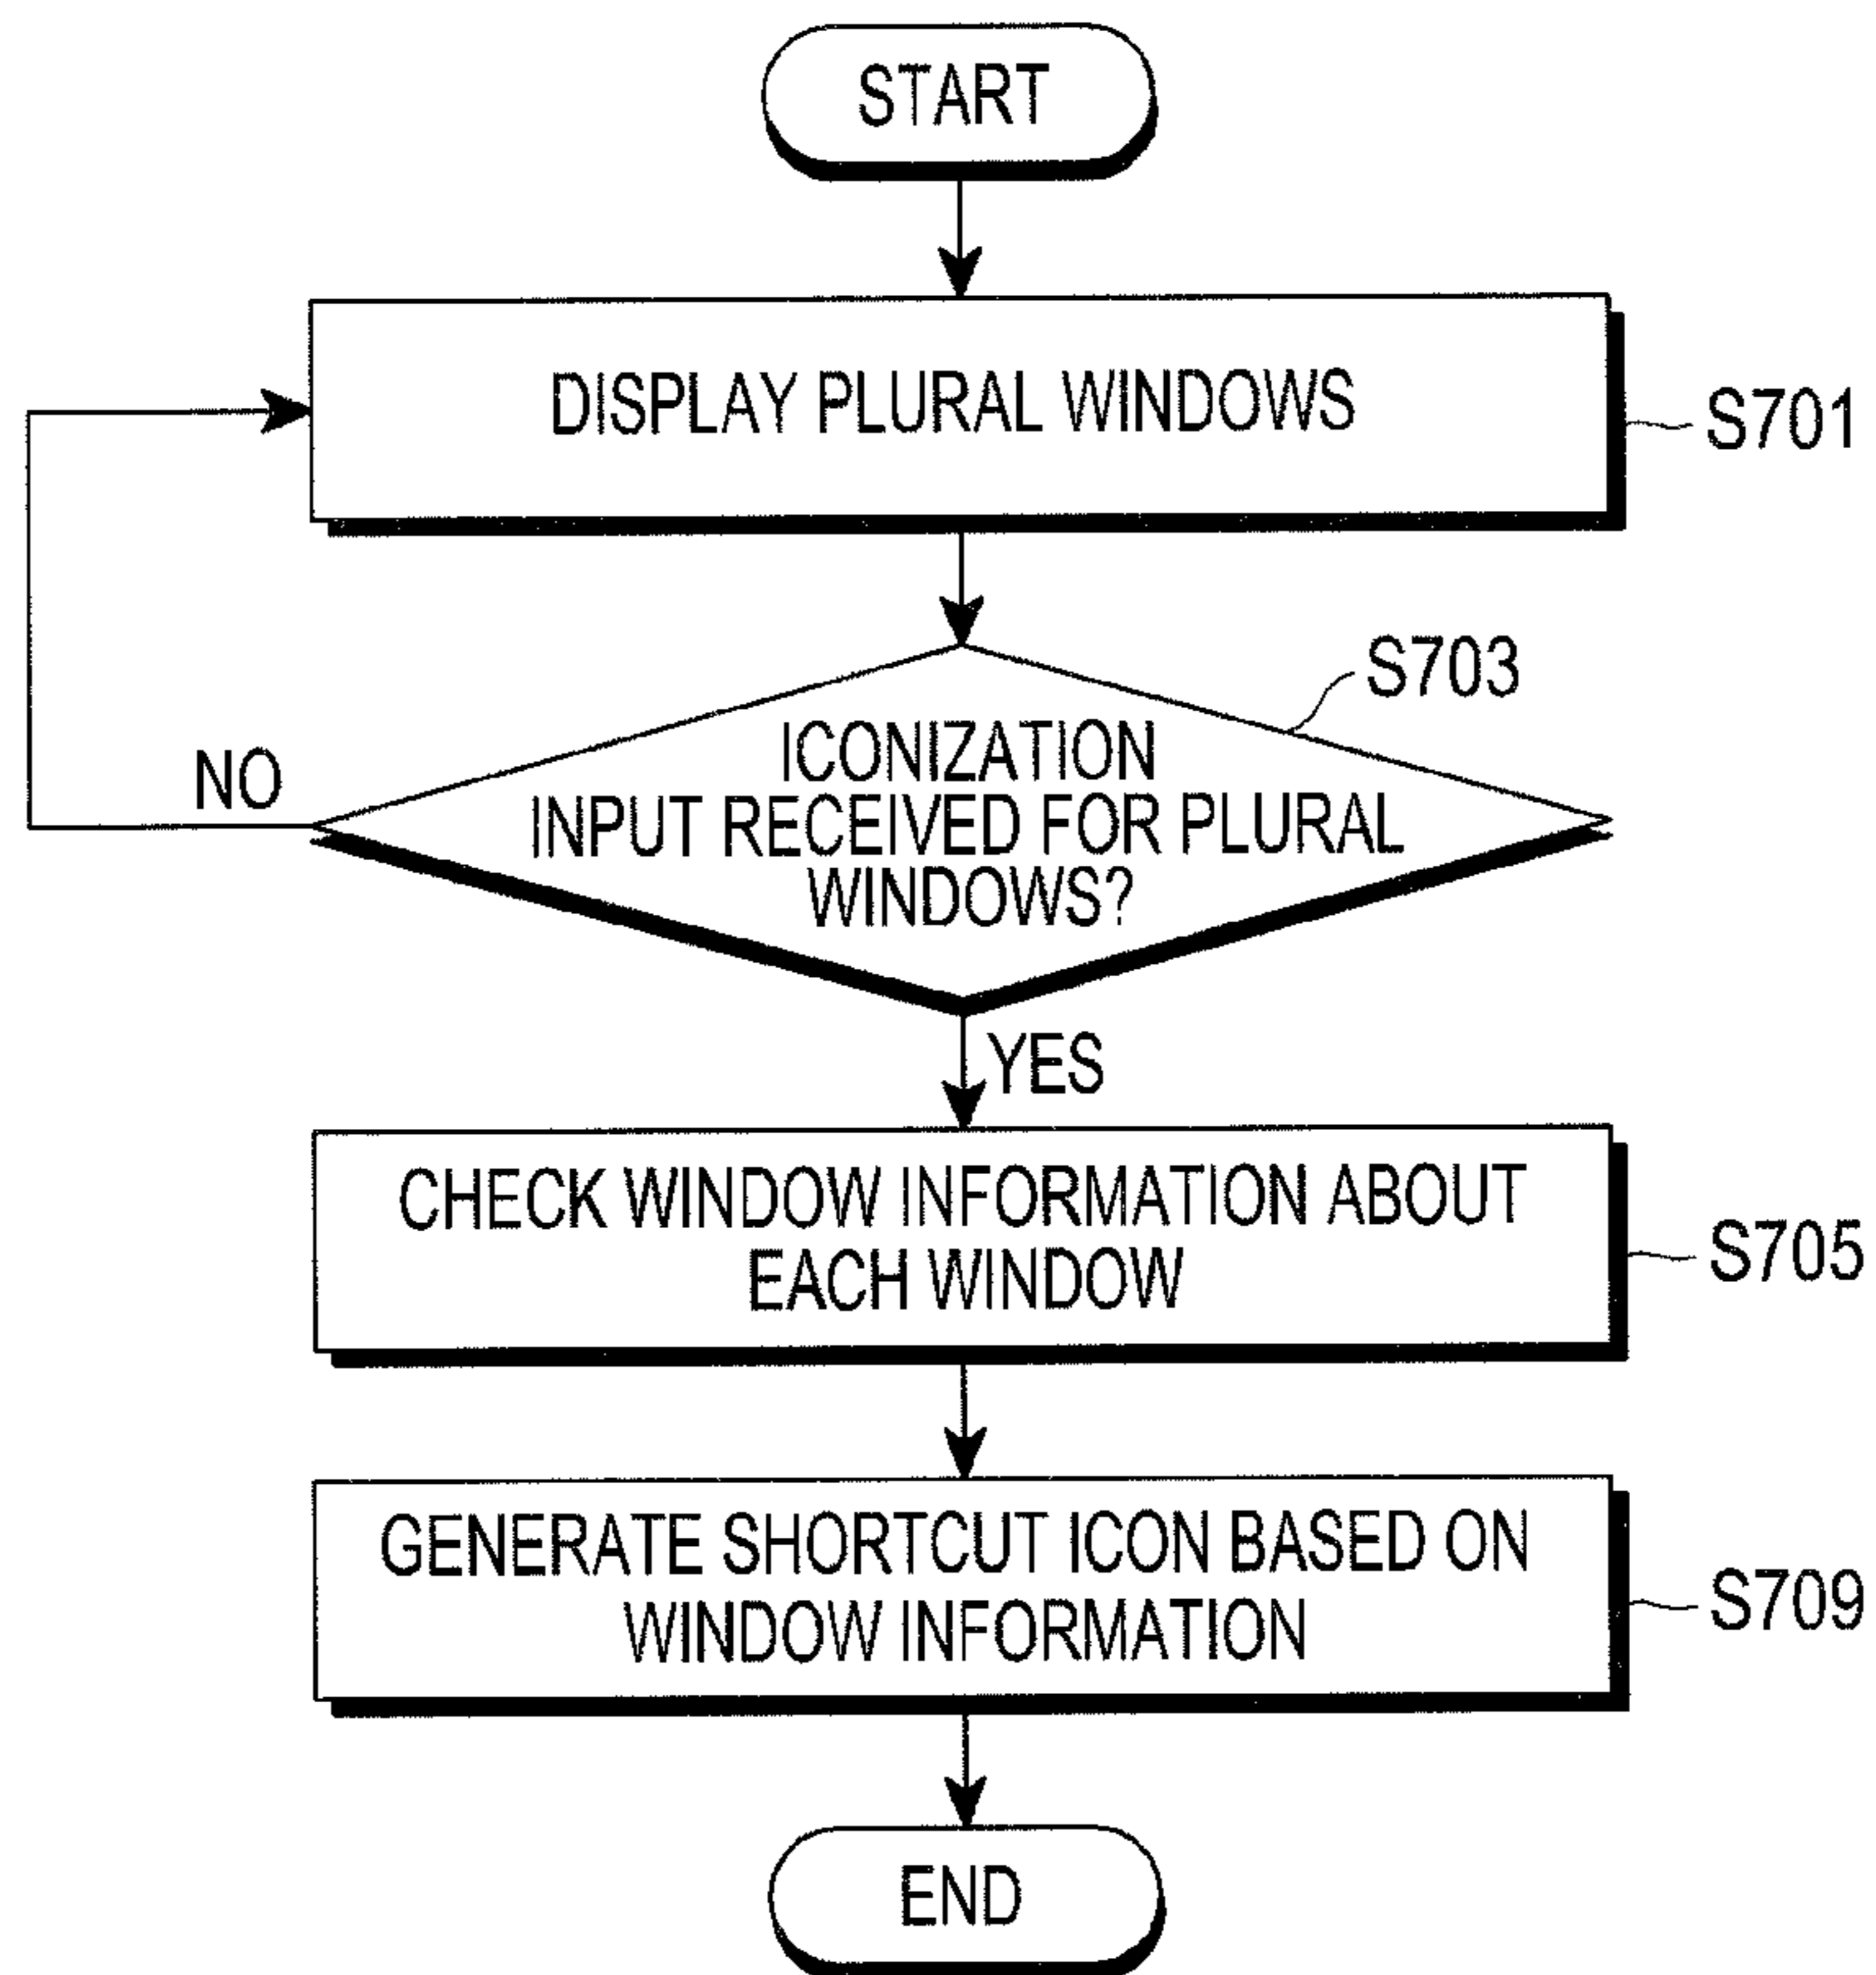 START
DISPLAY PLURAL WINDOWS
S701
S703
ICONIZATION
INPUT RECEIVED FOR PLURAL
WINDOWS?
NO
YES
CHECK WINDOW INFORMATION ABOUT
EACH WINDOW
S705
GENERATE SHORTCUT ICON BASED ON
WINDOW INFORMATION
S709
END